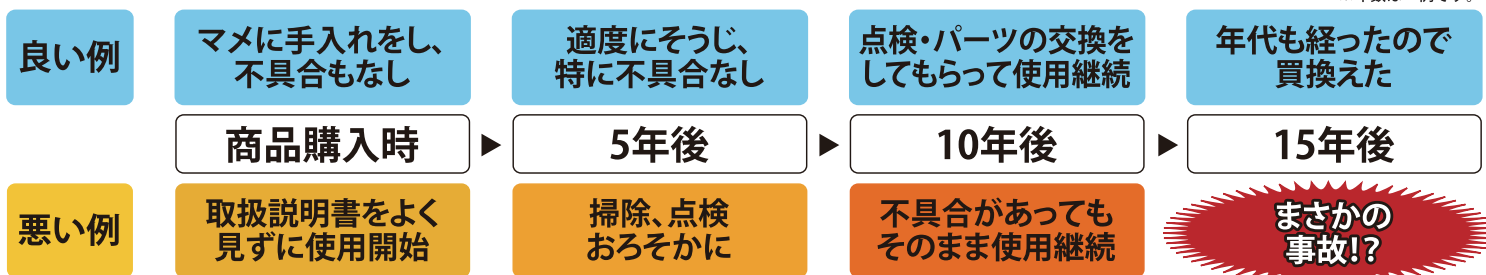 良い例
マメに手入れをし、
不具合もなし
適度にそうじ、
特に不具合なし
点検・パーツの交換を
してもらって使用継続
年代も経ったので
買換えた
商品購入時
▶
5年後
▶
10年後
▶
15年後
悪い例
取扱説明書をよく
見ずに使用開始
掃除、点検
おろそかに
不具合があっても
そのまま使用継続
まさかの
事故!?